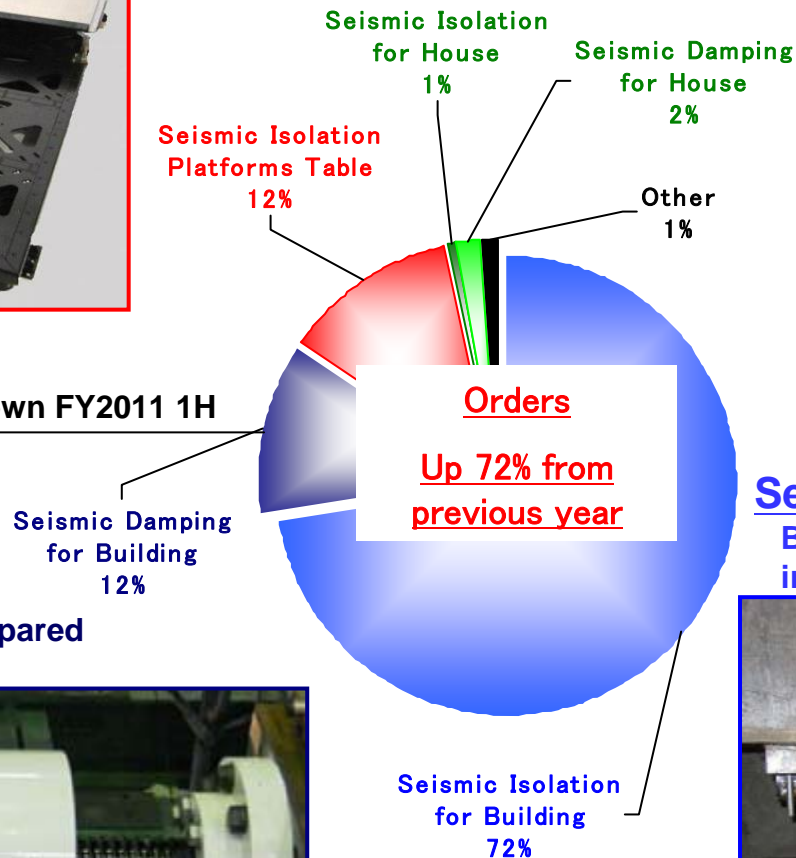 Seismic Isolation
for House
1%
Seismic Damping
for House
2%
Seismic Isolation
Platforms Table
12%
Other
1%
wn FY2011 1H
Orders
Up 72% from
previous year
Seismic Damping
for Building
12%
pared
Se
Seismic Isolation
for Building
72%